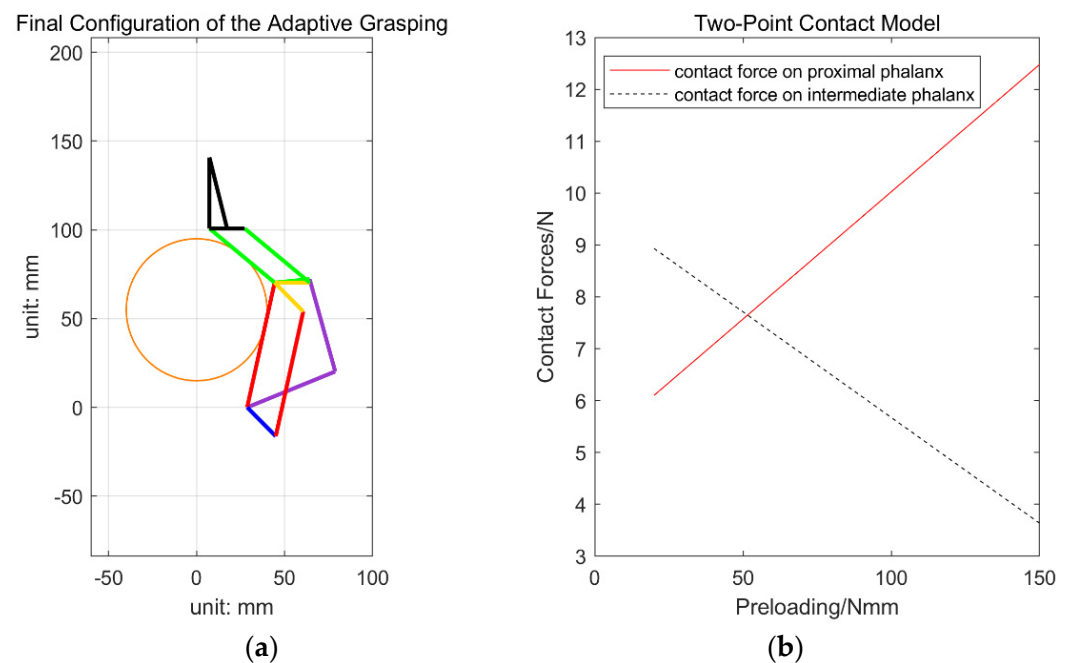 Final Configuration of the Adaptive Grasping
200
150
100
50
0
-50
-50 0 50 100
unit: mm
unit: mm
(a)
Two-Point Contact Model
contact force on proximal phalanx
contact force on intermediate phalanx
13
12
11
10
9
8
7
6
5
4
3
0 50 100 150
Contact Forces/N
Preloading/Nmm
(b)